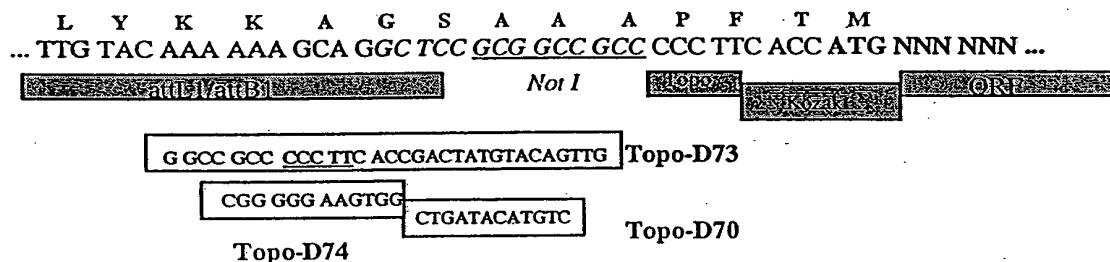 L Y K K A G S A A A P F T M
... TTG TAC AAA AAA GCA GGC TCC GCG GCC GCC CCC TTC ACC ATG NNN NNN ...
attL1/attB1 Not I Topo Kozak ORF
G GCC GCC CCC TTC ACCGACTATGTACAGTTG Topo-D73
CGG GGG AAGTGG
CTGATACATGTC Topo-D70
Topo-D74